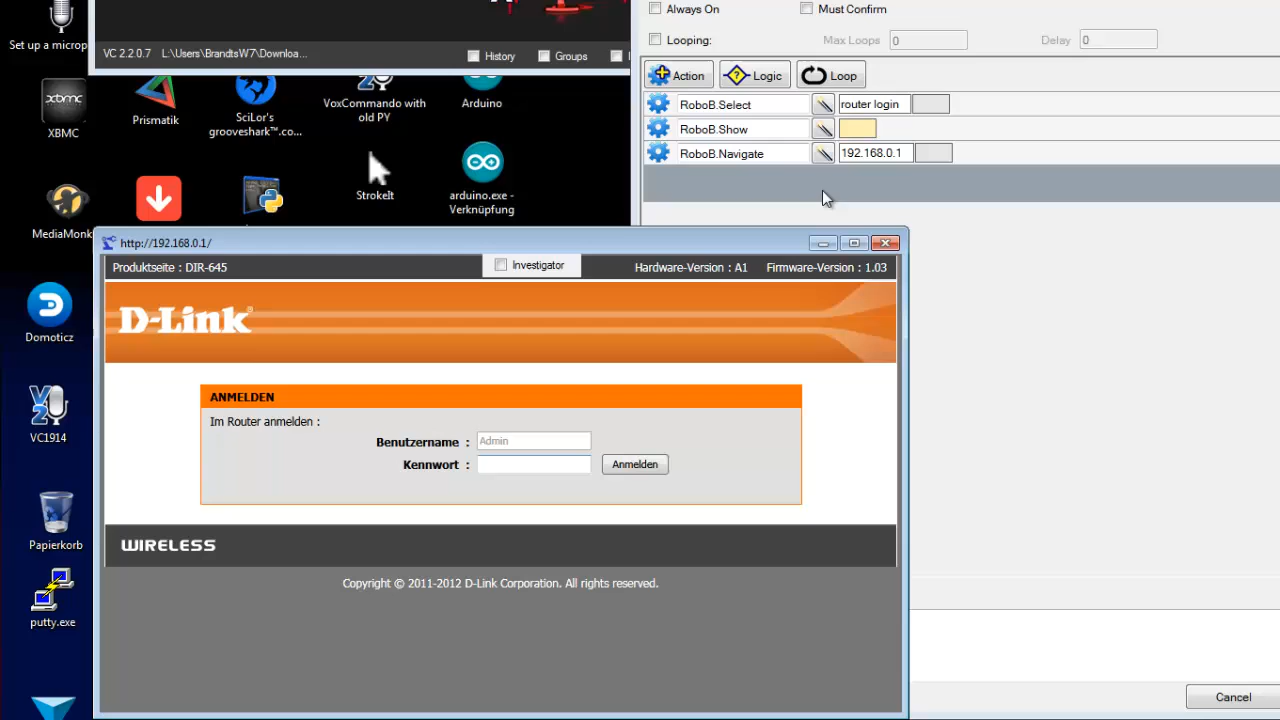 Set up a microp
XBMC
MediaMonk
Domoticz
VC1914
Papierkorb
putty.exe
VC 2.2.0.7 L:\Users\BrandtsW7\Downloa...
History
Groups
Prismatik
SciLor's
grooveshark™.co...
VoxCommando with
old PY
Arduino
StrokeIt
arduino.exe -
Verknüpfung
Always On
Must Confirm
Looping:
Max Loops 0
Delay 0
Action
Logic
Loop
RoboB.Select router login
RoboB.Show
RoboB.Navigate 192.168.0.1
http://192.168.0.1/
Produktseite : DIR-645
Investigator
Hardware-Version : A1
Firmware-Version : 1.03
D-Link®
ANMELDEN
Im Router anmelden :
Benutzername : Admin
Kennwort :
Anmelden
WIRELESS
Copyright © 2011-2012 D-Link Corporation. All rights reserved.
Cancel